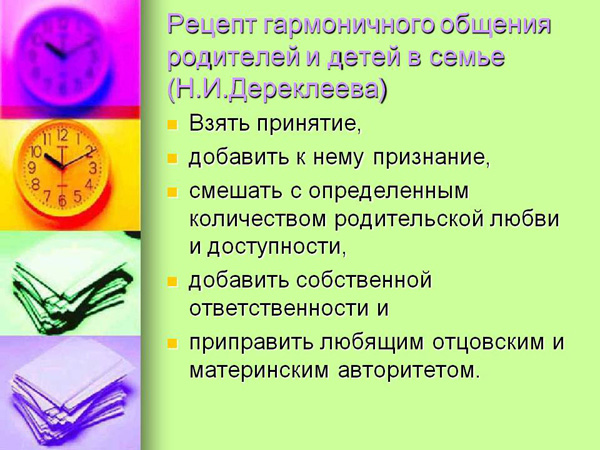 Рецепт гармоничного общения
родителей и детей в семье
(Н.И.Дереклеева)
Взять принятие,
добавить к нему признание,
смешать с определенным
количеством родительской любви
и доступности,
добавить собственной
ответственности и
приправить любящим отцовским и
материнским авторитетом.